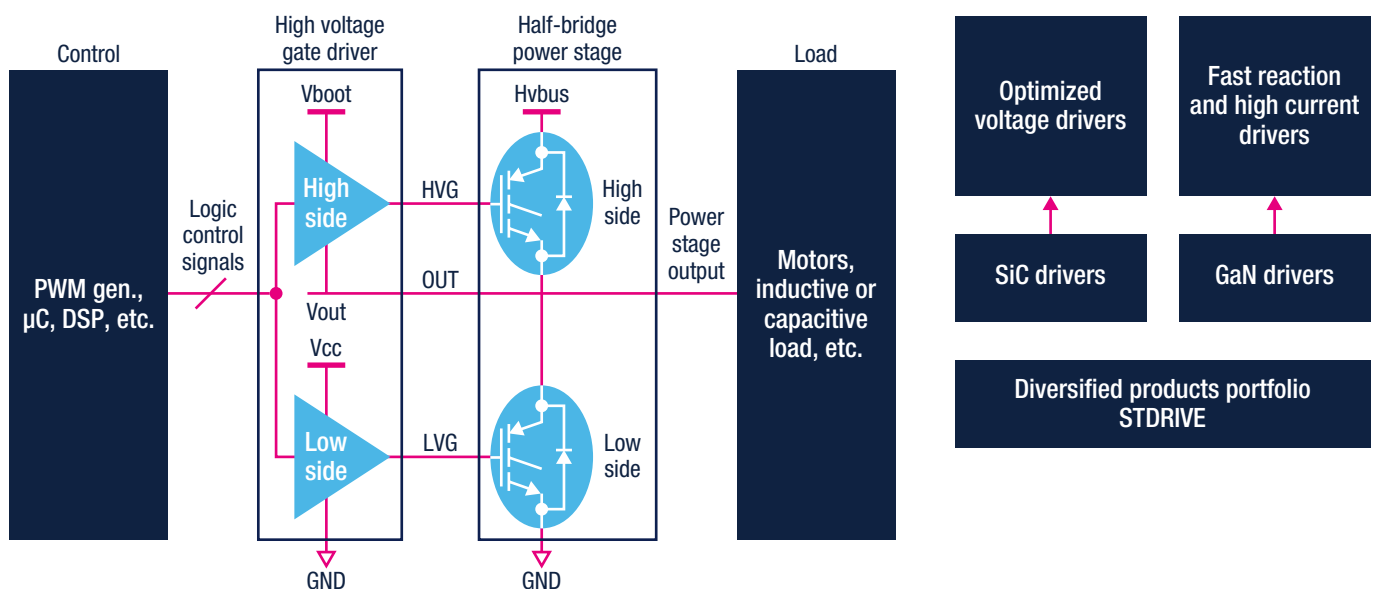 Control
High voltage
gate driver
Half-bridge
power stage
Load
PWM gen.,
µC, DSP, etc.
Logic
control
signals
Vboot
High
side
HVG
Vout
OUT
Vcc
Low
side
LVG
GND
Hvbus
High
side
Low
side
GND
Power
stage
output
Motors,
inductive or
capacitive
load, etc.
Optimized
voltage drivers
Fast reaction
and high current
drivers
SiC drivers
GaN drivers
Diversified products portfolio
STDRIVE